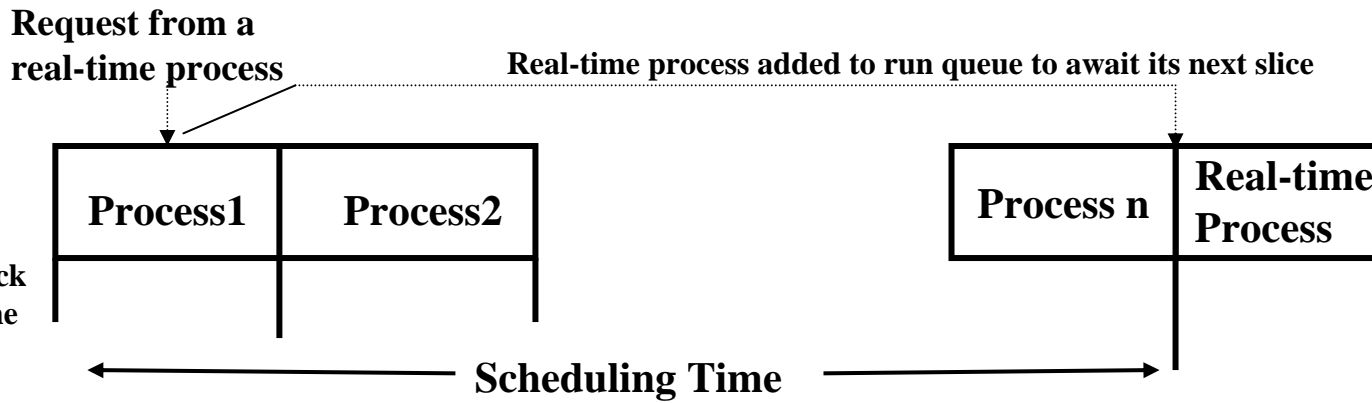 Request from a
real-time process
Real-time process added to run queue to await its next slice
Process1
Process2
Process n
Real-time
Process
Scheduling Time